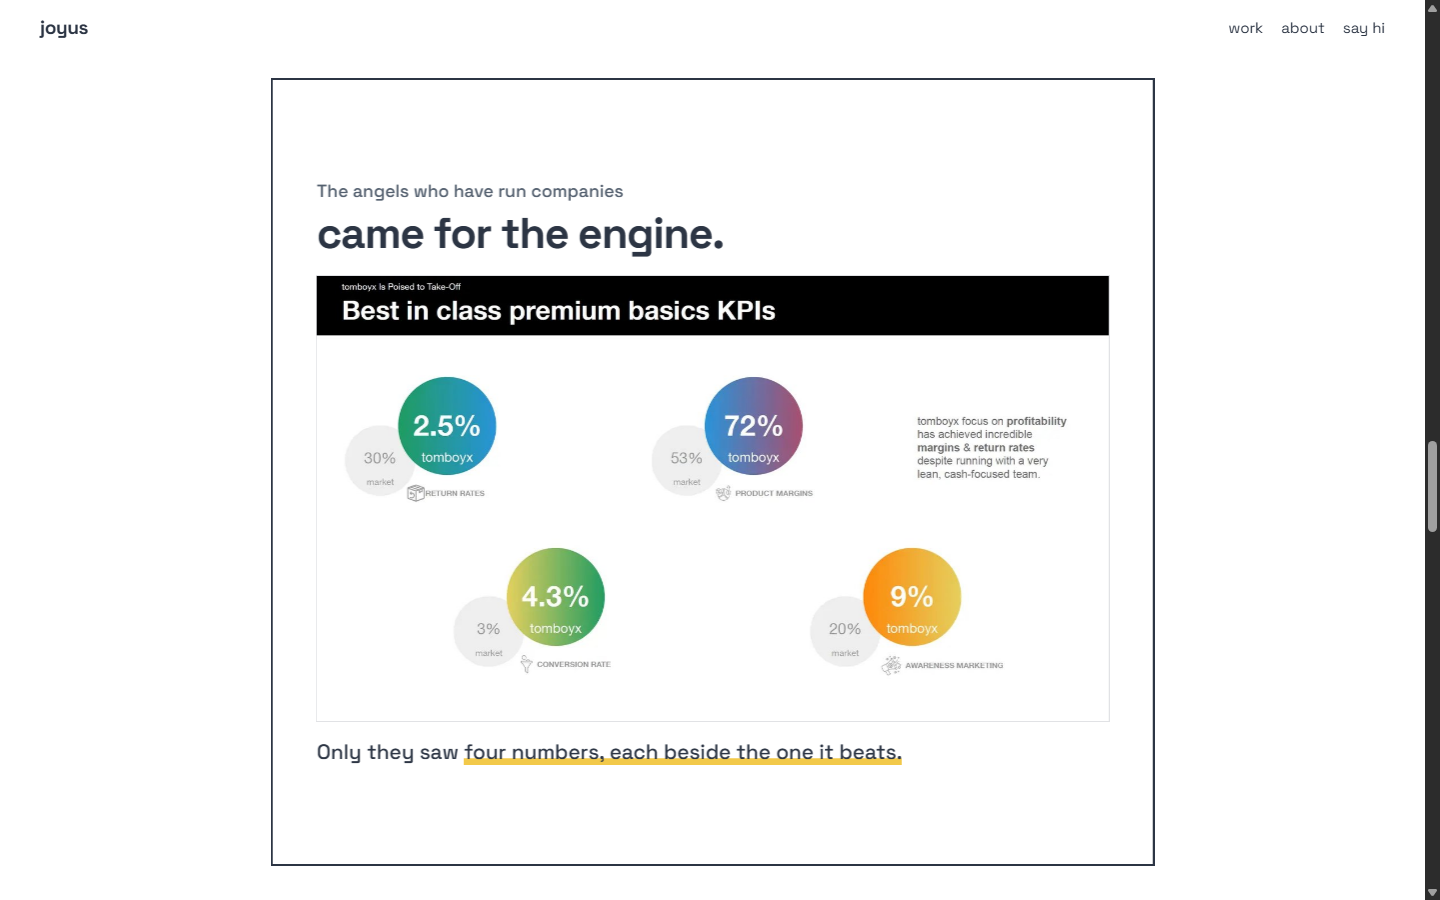 joyus
work about say hi
The angels who have run companies
came for the engine.
tomboyx Is Poised to Take-Off
Best in class premium basics KPIs
2.5%
tomboyx
30%
market
RETURN RATES
72%
tomboyx
53%
market
PRODUCT MARGINS
tomboyx focus on profitability
has achieved incredible
margins & return rates
despite running with a very
lean, cash-focused team.
4.3%
tomboyx
3%
market
CONVERSION RATE
9%
tomboyx
20%
market
AWARENESS MARKETING
Only they saw four numbers, each beside the one it beats.